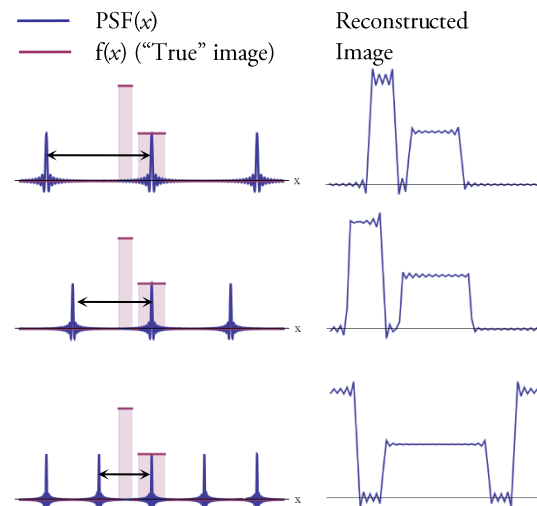 PSF(x)
f(x) (“True” image)
Reconstructed
Image
x
x
x